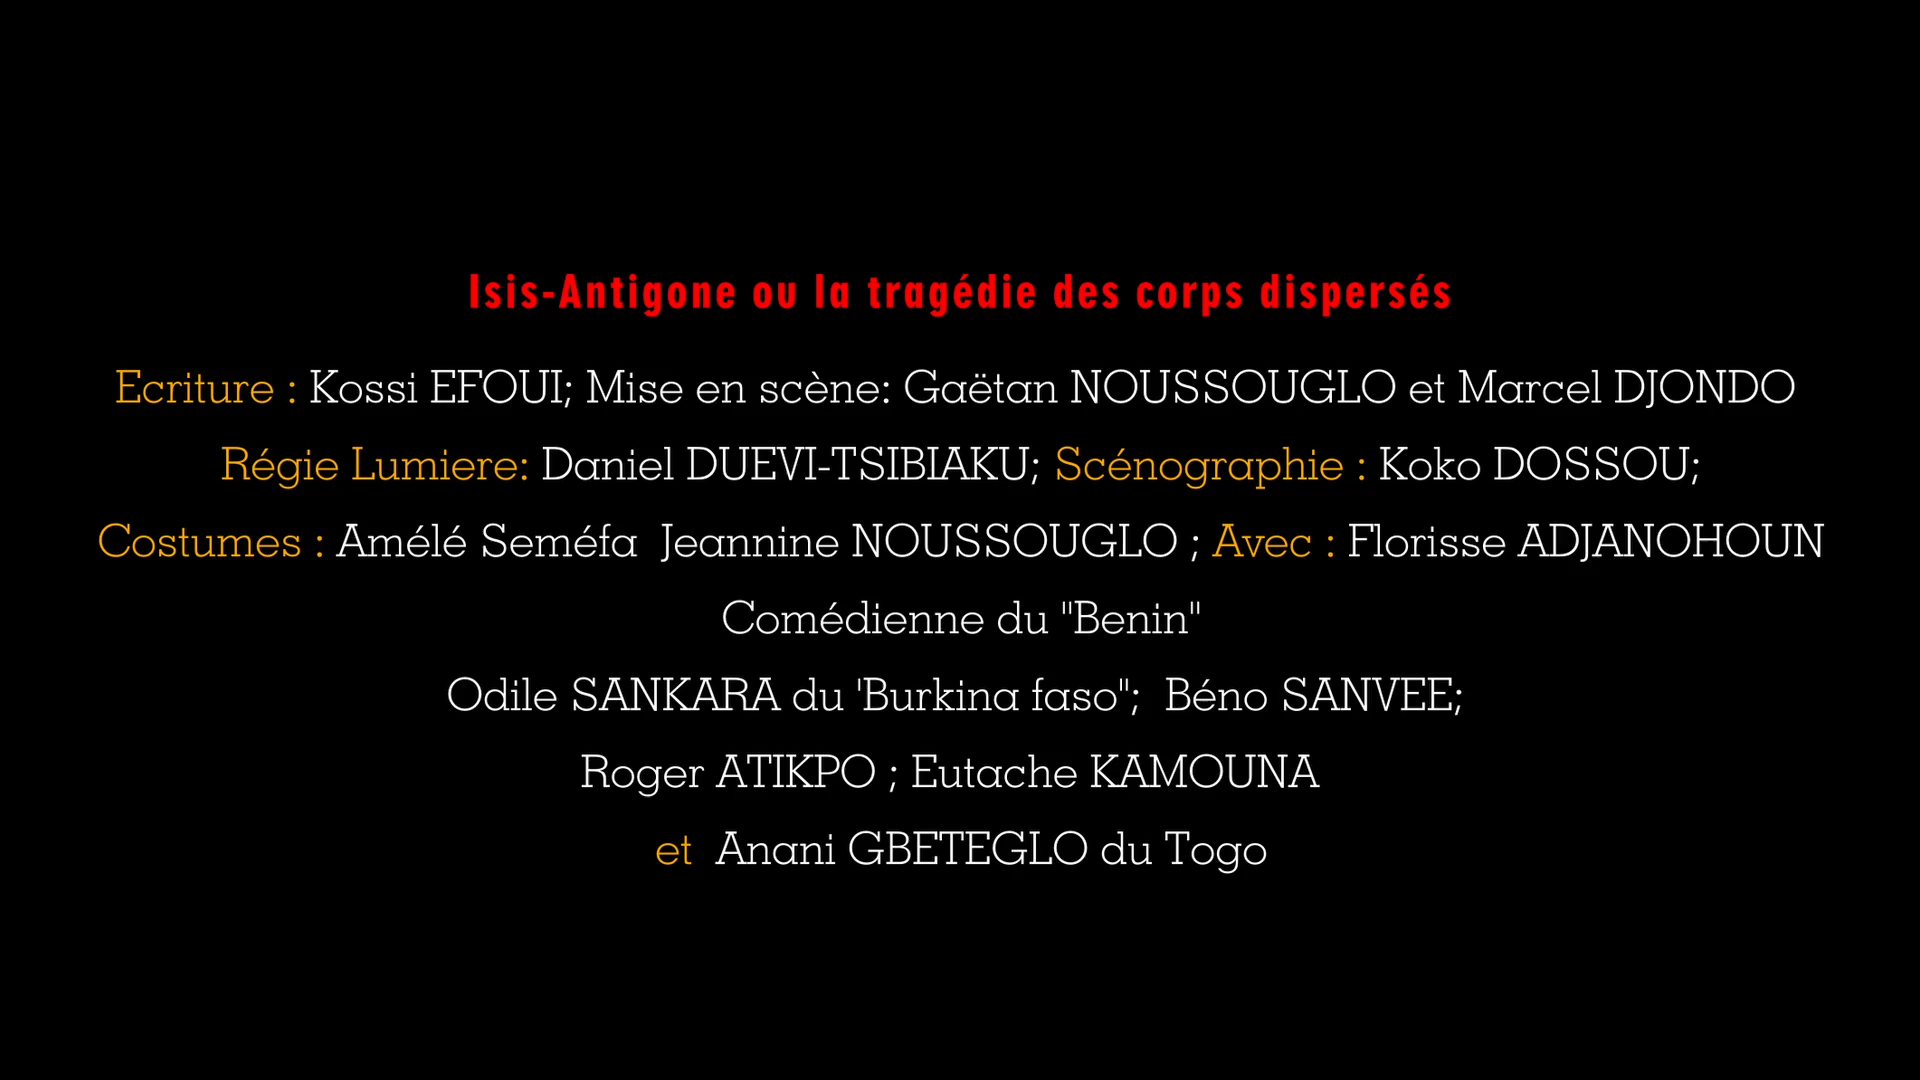 Isis-Antigone ou la tragédie des corps dispersés
Ecriture : Kossi EFOUI; Mise en scène: Gaëtan NOUSSOUGLO et Marcel DJONDO
Régie Lumiere: Daniel DUEVI-TSIBIAKU; Scénographie : Koko DOSSOU;
Costumes : Amélé Seméfa  Jeannine NOUSSOUGLO ; Avec : Florisse ADJANOHOUN
Comédienne du "Benin"
Odile SANKARA du 'Burkina faso";  Béno SANVEE;
Roger ATIKPO ; Eutache KAMOUNA
et  Anani GBETEGLO du Togo